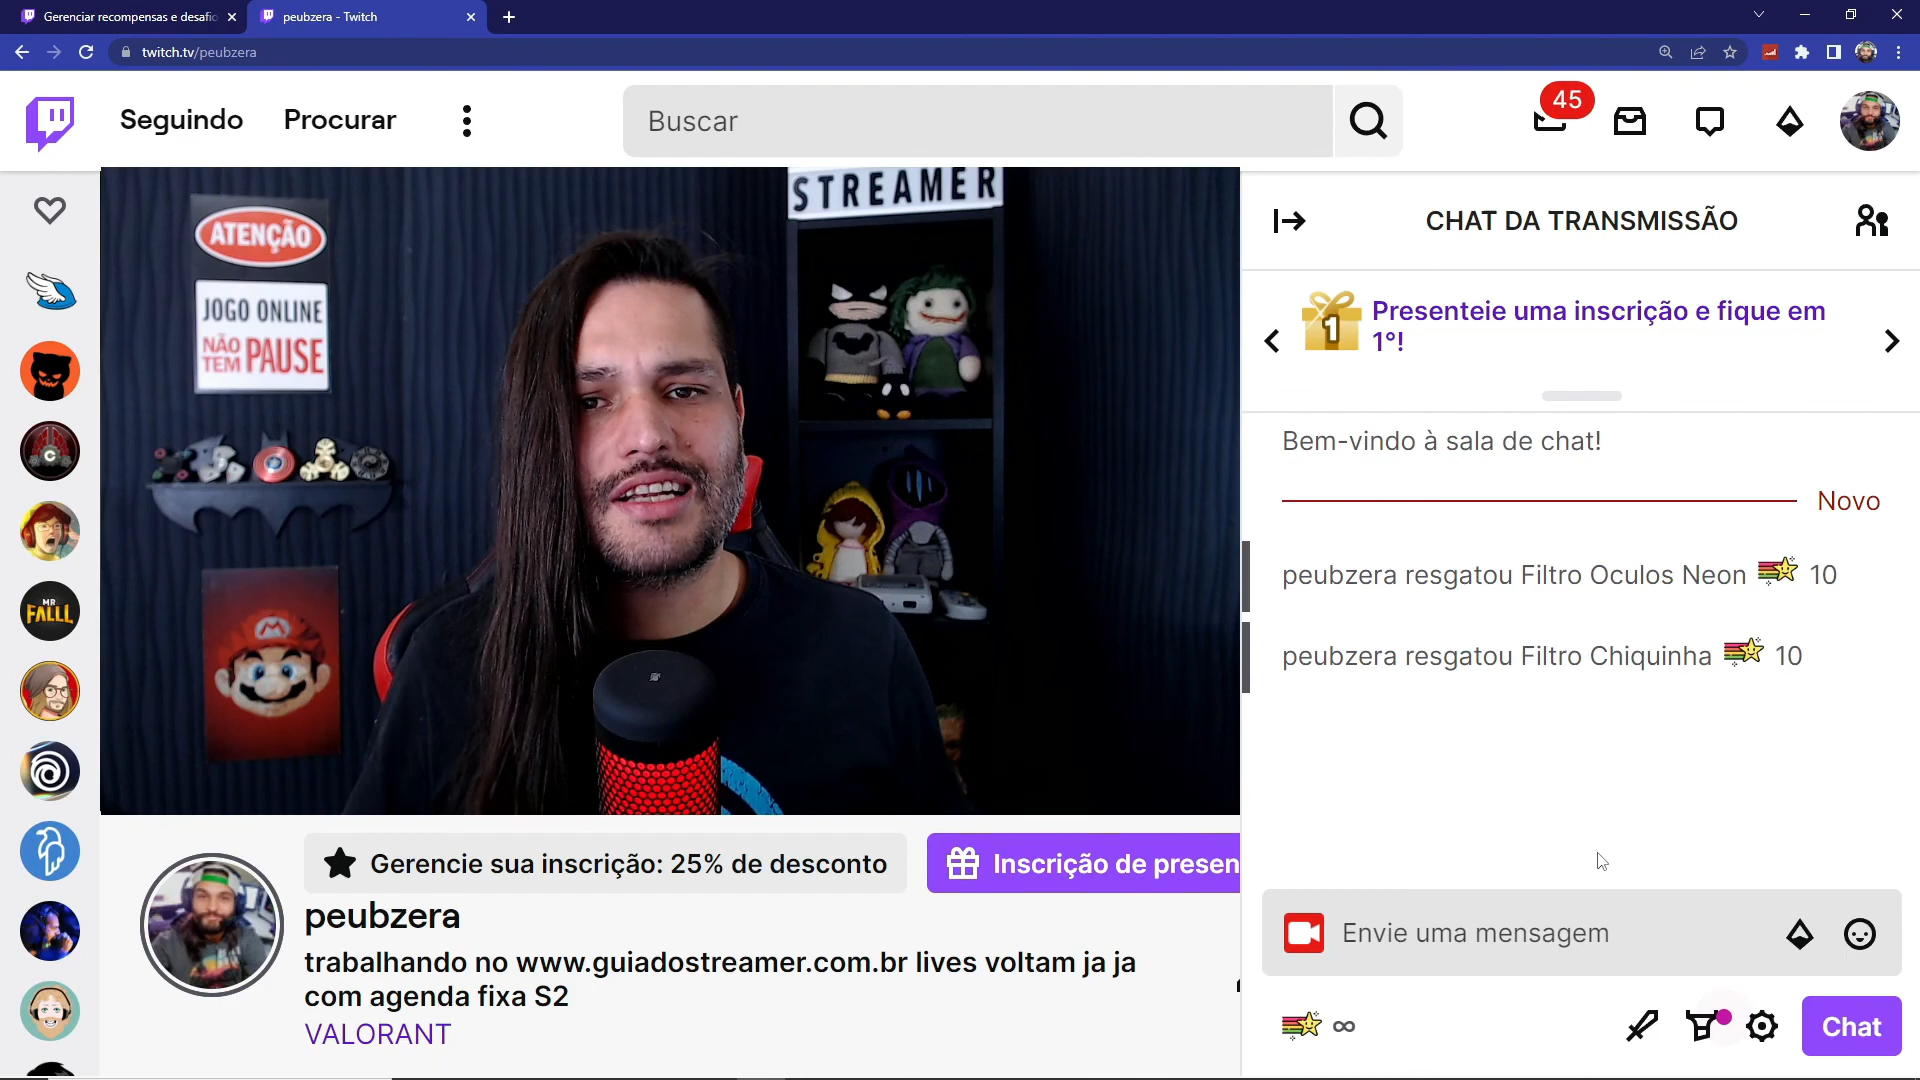 Gerenciar recompensas e desafio
peubzera - Twitch
twitch.tv/peubzera
Seguindo
Procurar
Buscar
45
STREAMER
ATENÇÃO
JOGO ONLINE
NÃO
TEM PAUSE
M
C
MR
FALLL
CHAT DA TRANSMISSÃO
1
Presenteie uma inscrição e fique em
1º!
Bem-vindo à sala de chat!
Novo
peubzera resgatou Filtro Oculos Neon 10
peubzera resgatou Filtro Chiquinha 10
Gerencie sua inscrição: 25% de desconto
Inscrição de presen
peubzera
trabalhando no www.guiadostreamer.com.br lives voltam ja ja
com agenda fixa S2
VALORANT
Envie uma mensagem
∞
Chat